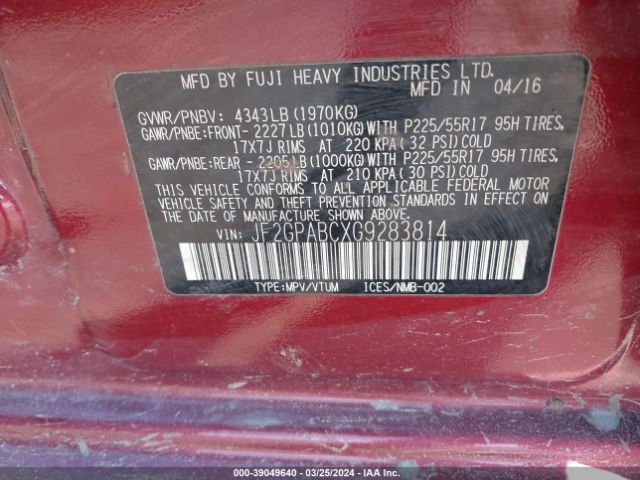 MFD BY FUJI HEAVY INDUSTRIES LTD.
MFD IN 04/16
GVWR/PNBV: 4343LB(1970KG)
GAWR/PNBE:FRONT-2227LB(1010KG)WITH P225/55R17 95H TIRES,
17X7J RIMS AT 220 KPA(32 PSI)COLD
GAWR/PNBE:REAR -2205LB(1000KG)WITH P225/55R17 95H TIRES,
17X7J RIMS AT 210 KPA(30 PSI)COLD
THIS VEHICLE CONFORMS TO ALL APPLICABLE FEDERAL MOTOR
VEHICLE SAFETY AND THEFT PREVENTION STANDARDS IN EFFECT ON
THE DATE OF MANUFACTURE SHOWN ABOVE.
VIN: JF2GPABCXG9283814
TYPE:MPV/VTUM ICES/NMB-002
000-39049640 - 03/25/2024 - IAA Inc.